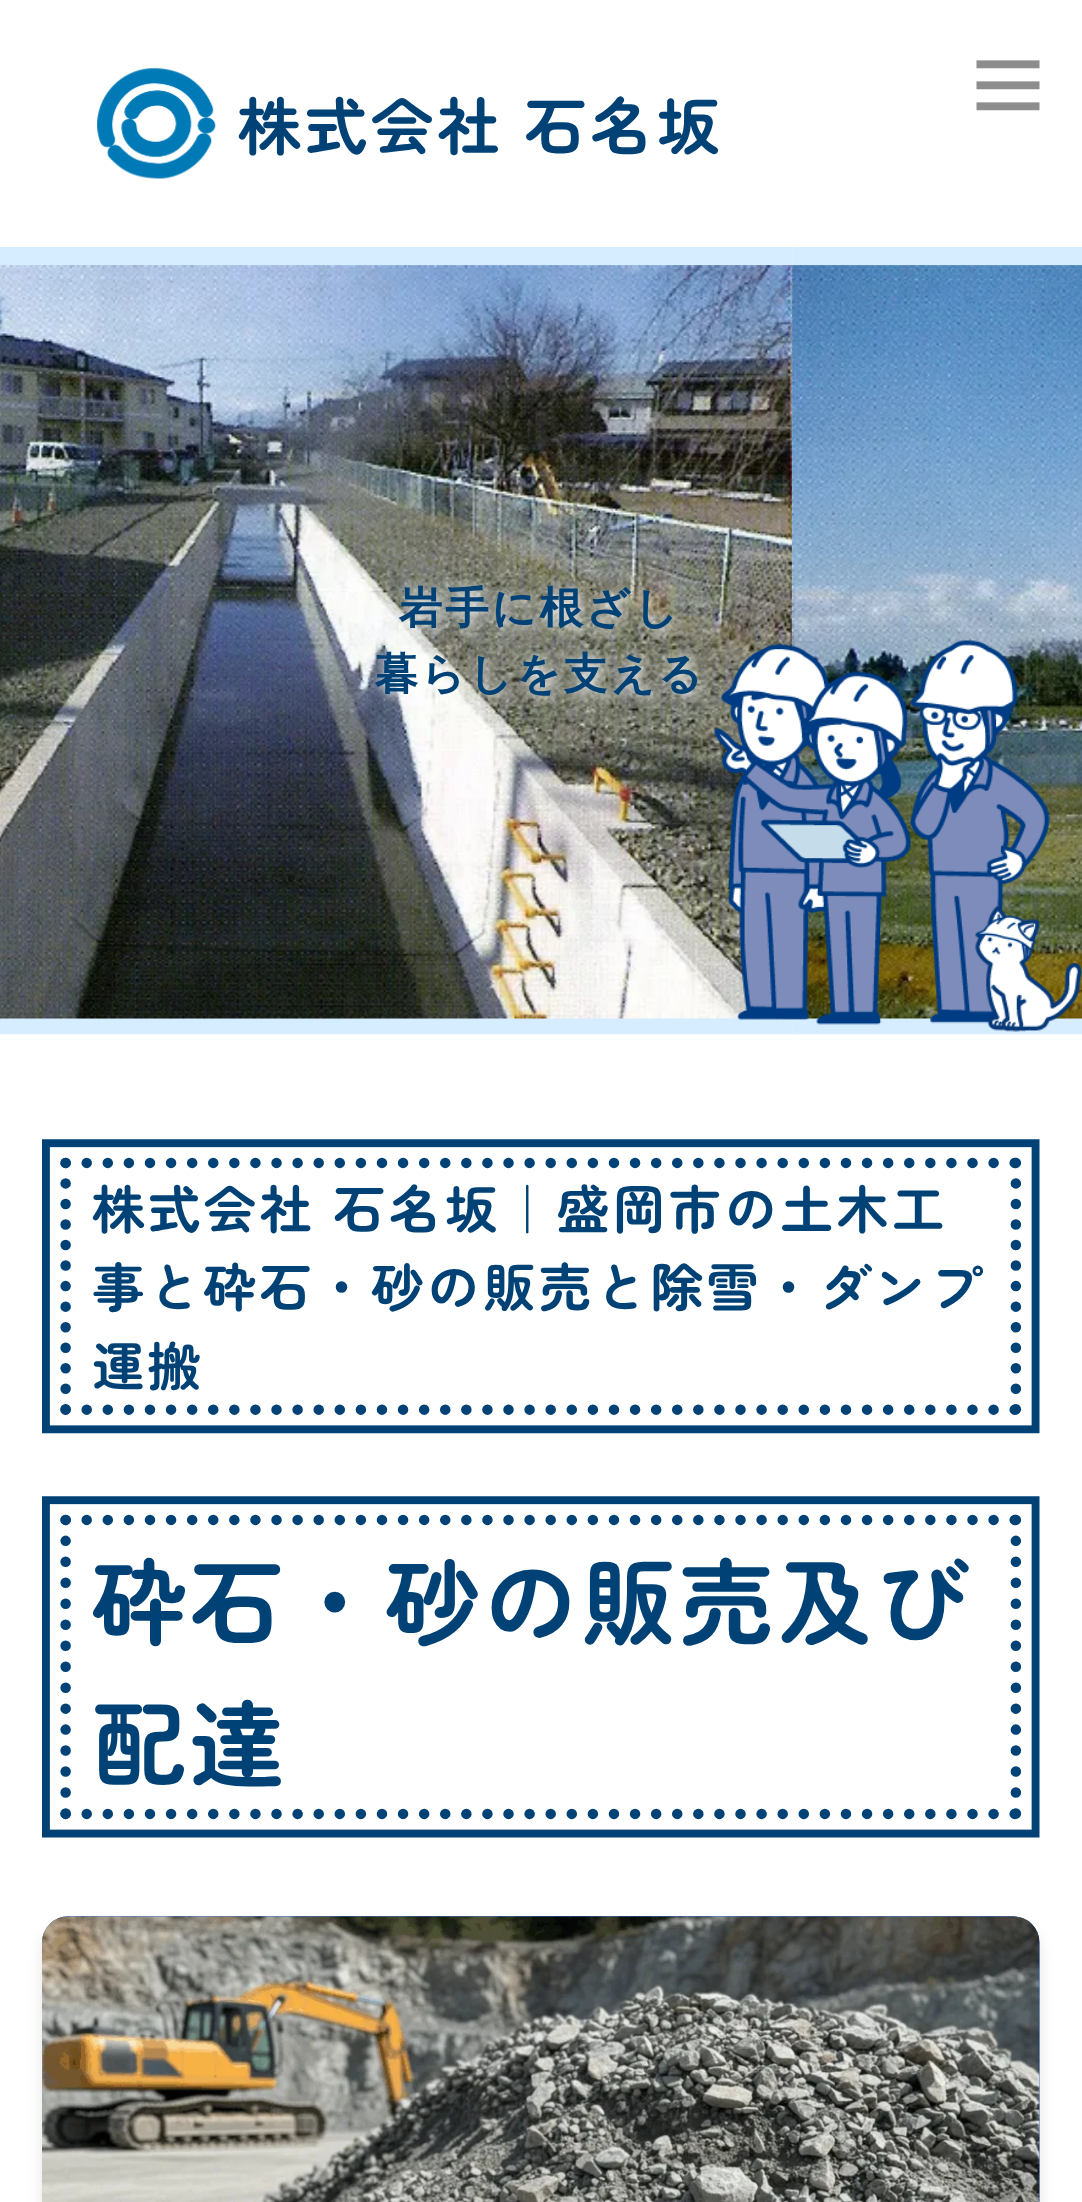 株式会社 石名坂
岩手に根ざし
暮らしを支える
株式会社 石名坂｜盛岡市の土木工
事と砕石・砂の販売と除雪・ダンプ
運搬
砕石・砂の販売及び
配達